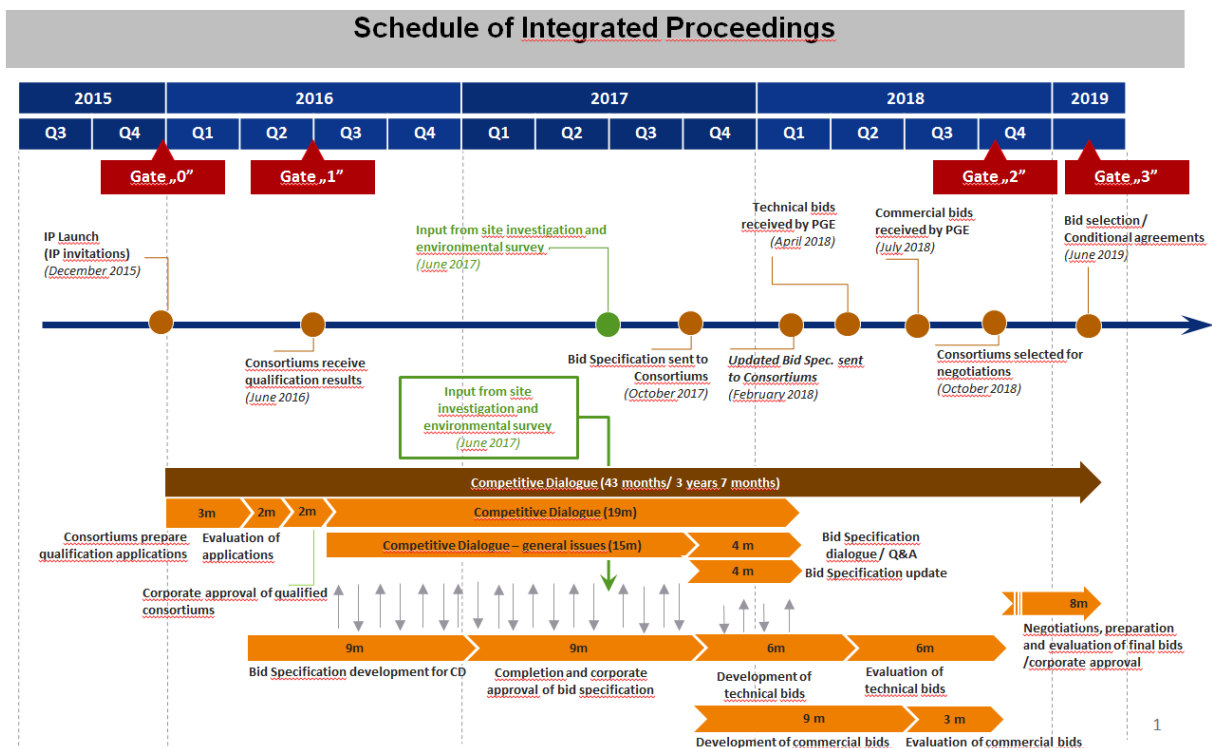 Schedule of Integrated Proceedings
2015 2016 2017 2018 2019
Q3 Q4 Q1 Q2 Q3 Q4 Q1 Q2 Q3 Q4 Q1 Q2 Q3 Q4
Gate „0”
Gate „1”
Gate „2”
Gate „3”
IP Launch
(IP invitations)
(December 2015)
Input from site investigation and
environmental survey
(June 2017)
Technical bids
received by PGE
(April 2018)
Commercial bids
received by PGE
(July 2018)
Bid selection/
Conditional agreements
(June 2019)
Consortiums receive
qualification results
(June 2016)
Bid Specification sent to
Consortiums
(October 2017)
Updated Bid Spec. sent
to Consortiums
(February 2018)
Consortiums selected for
negotiations
(October 2018)
Input from site
investigation and
environmental survey
(June 2017)
Competitive Dialogue (43 months/ 3 years 7 months)
3m
2m
2m
Competitive Dialogue (19m)
Consortiums prepare
qualification applications
Evaluation of
applications
Competitive Dialogue – general issues (15m)
4 m
Bid Specification
dialogue/ Q&A
4 m
Bid Specification update
Corporate approval of qualified
consortiums
8m
Negotiations, preparation
and evaluation of final bids
/corporate approval
9m
9m
6m
6m
Bid Specification development for CD
Completion and corporate
approval of bid specification
Development of
technical bids
Evaluation of
technical bids
9 m
3 m
Development of commercial bids
Evaluation of commercial bids
1